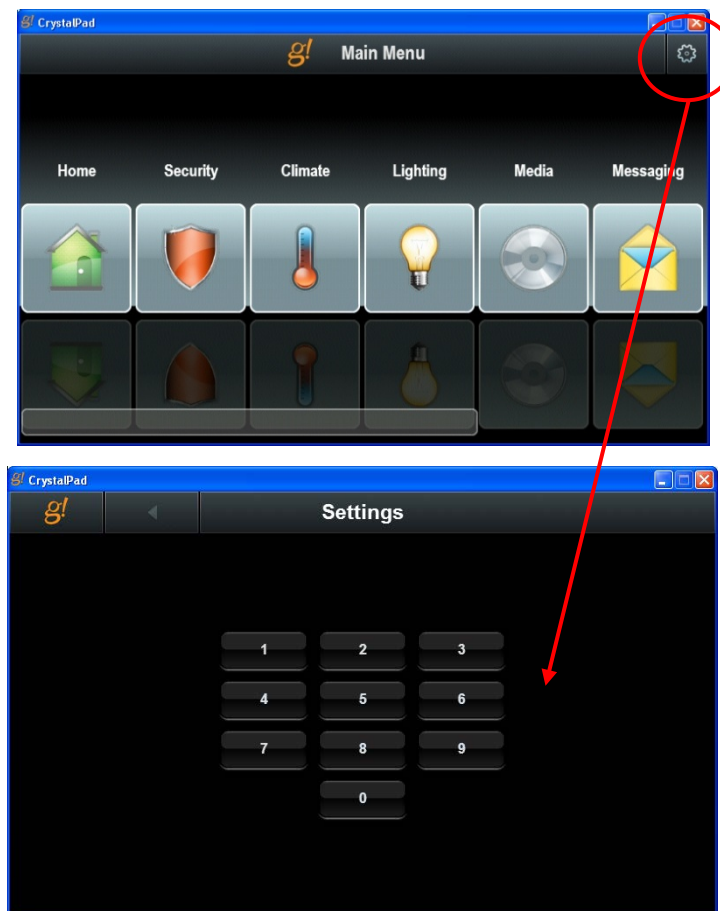 g! CrystalPad
g! Main Menu
Home Security Climate Lighting Media Messaging
g! CrystalPad
g! Settings
1 2 3
4 5 6
7 8 9
0